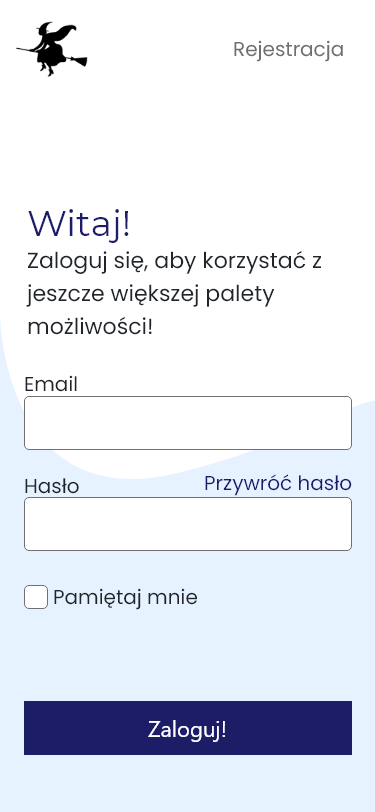 Rejestracja
Witaj!
Zaloguj się, aby korzystać z
jeszcze większej palety
możliwości!
Email
Hasło
Przywróć hasło
Pamiętaj mnie
Zaloguj!